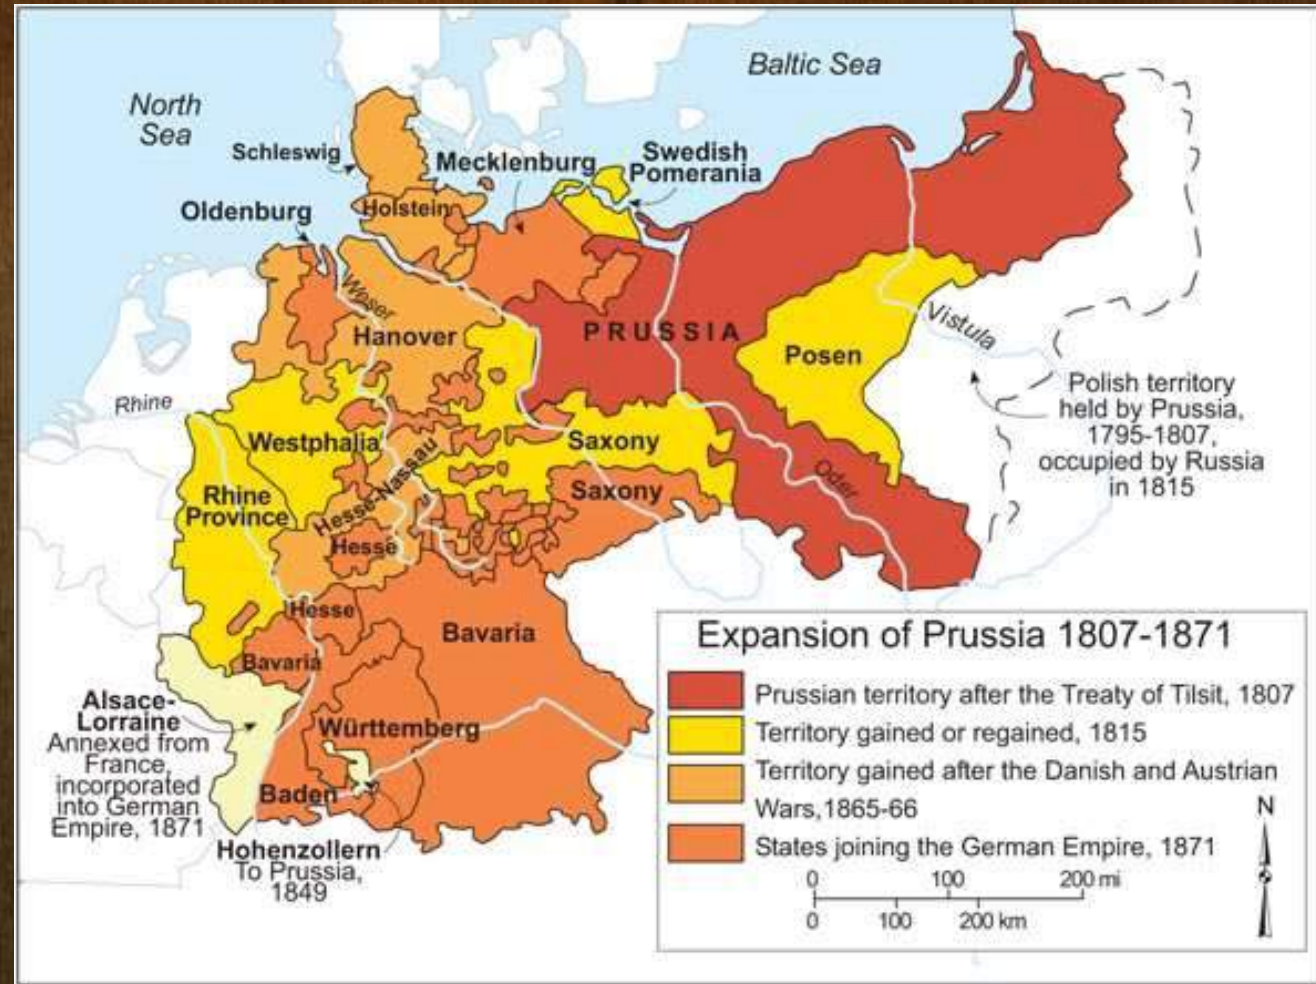 North
Sea
Baltic Sea
Schleswig
Mecklenburg
Swedish
Pomerania
Oldenburg
Holstein
Weser
Hanover
PRUSSIA
Posen
Vistula
Rhine
Westphalia
Saxony
Polish territory
held by Prussia,
1795-1807,
occupied by Russia
in 1815
Rhine
Province
Hesse-Nassau
Saxony
Oder
Hesse
Hesse
Bavaria
Bavaria
Alsace-
Lorraine
Annexed from
France,
incorporated
into German
Empire, 1871
Württemberg
Baden
Hohenzollern
To Prussia,
1849
Expansion of Prussia 1807-1871
Prussian territory after the Treaty of Tilsit, 1807
Territory gained or regained, 1815
Territory gained after the Danish and Austrian
Wars,1865-66
States joining the German Empire, 1871
N
0 100 200 mi
0 100 200 km